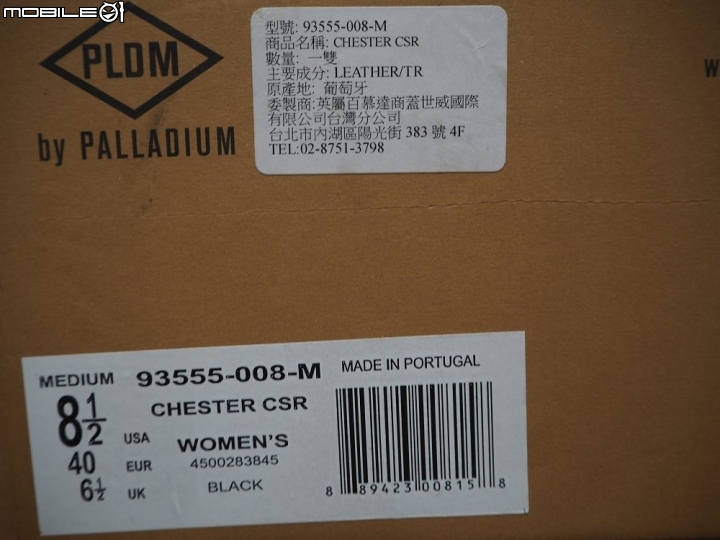 MOBILE01
PLDM
by PALLADIUM
型號: 93555-008-M
商品名稱: CHESTER CSR
數量: 一雙
主要成分: LEATHER/TR
原產地: 葡萄牙
委製商:英屬百慕達商蓋世威國際
有限公司台灣分公司
台北市內湖區陽光街 383 號 4F
TEL:02-8751-3798
W
MEDIUM 93555-008-M MADE IN PORTUGAL
8 1/2 USA CHESTER CSR
40 EUR WOMEN'S
4500283845
6 1/2 UK BLACK
8 89423 00815 8